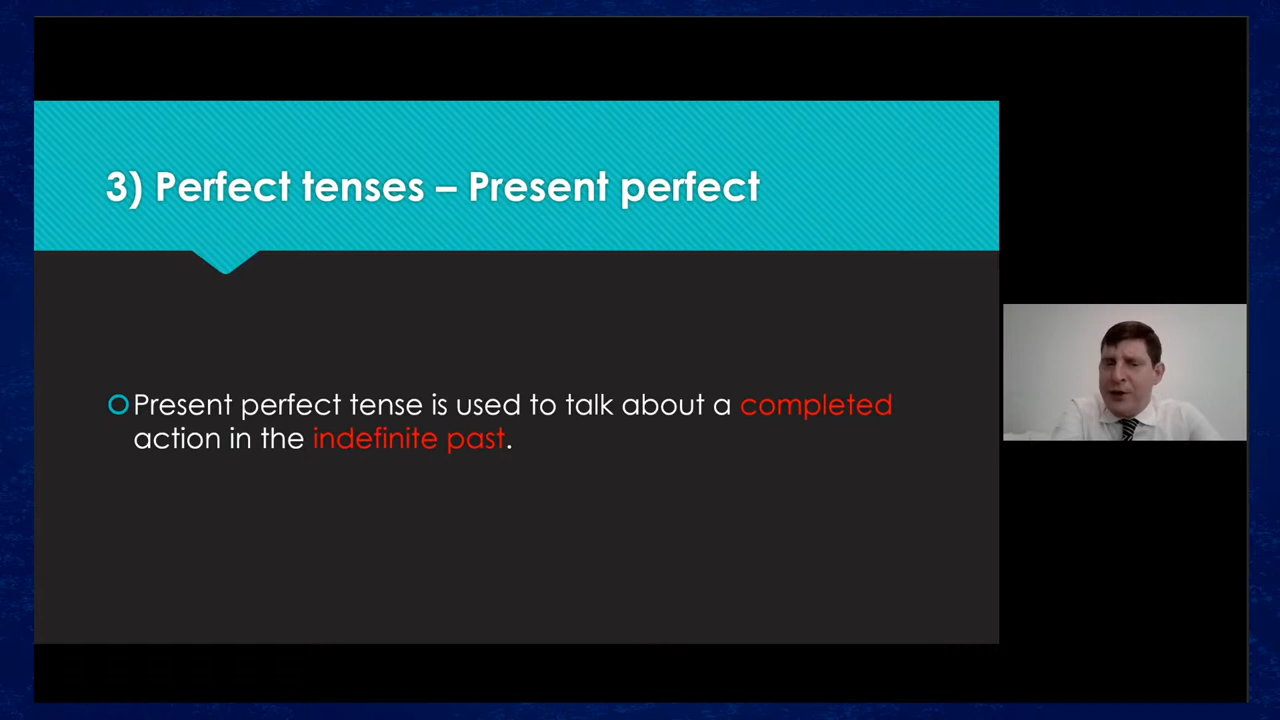 3) Perfect tenses – Present perfect
Present perfect tense is used to talk about a completed
action in the indefinite past.